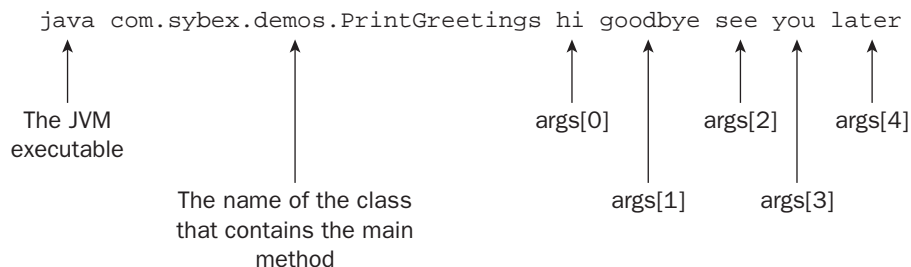 java com.sybex.demos.PrintGreetings hi goodbye see you later
The JVM
executable
args[0]
args[2]
args[4]
The name of the class
that contains the main
method
args[1]
args[3]